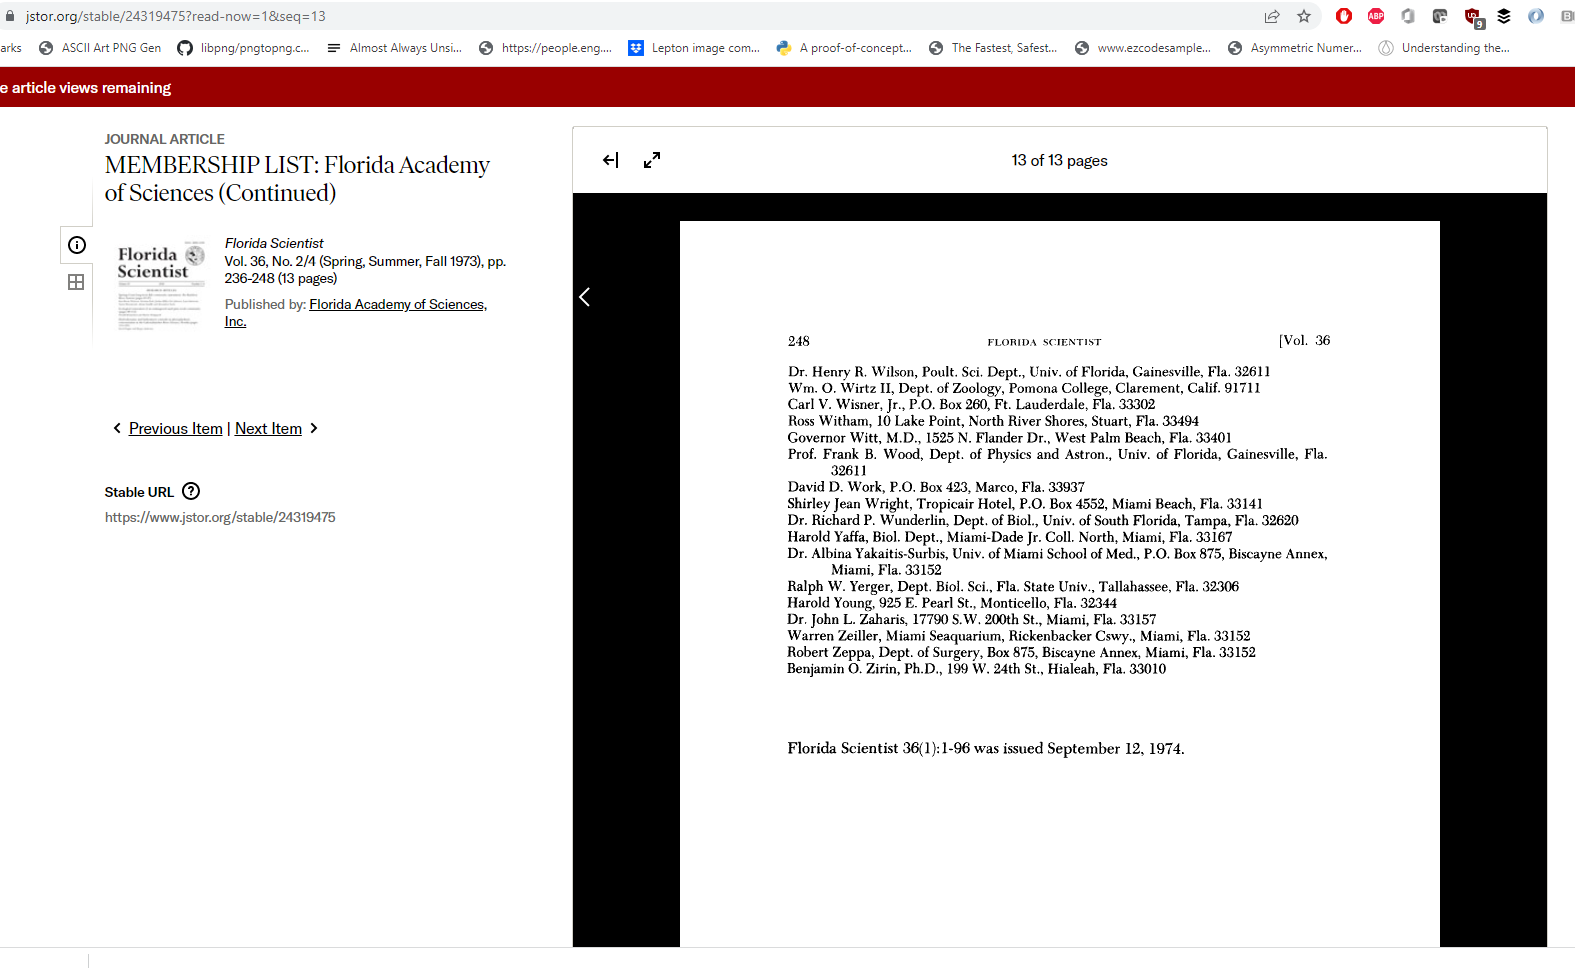 jstor.org/stable/24319475?read-now=1&seq=13
arks ASCII Art PNG Gen libpng/pngtopng.c... Almost Always Unsi... https://people.eng.... Lepton image com... A proof-of-concept... The Fastest, Safest... www.ezcodesample... Asymmetric Numer... Understanding the...
e article views remaining
JOURNAL ARTICLE
MEMBERSHIP LIST: Florida Academy
of Sciences (Continued)
Florida
Scientist
Florida Scientist
Vol. 36, No. 2/4 (Spring, Summer, Fall 1973), pp.
236-248 (13 pages)
Published by: Florida Academy of Sciences,
Inc.
Previous Item | Next Item
Stable URL
https://www.jstor.org/stable/24319475
13 of 13 pages
248 FLORIDA SCIENTIST [Vol. 36
Dr. Henry R. Wilson, Poult. Sci. Dept., Univ. of Florida, Gainesville, Fla. 32611
Wm. O. Wirtz II, Dept. of Zoology, Pomona College, Clarement, Calif. 91711
Carl V. Wisner, Jr., P.O. Box 260, Ft. Lauderdale, Fla. 33302
Ross Witham, 10 Lake Point, North River Shores, Stuart, Fla. 33494
Governor Witt, M.D., 1525 N. Flander Dr., West Palm Beach, Fla. 33401
Prof. Frank B. Wood, Dept. of Physics and Astron., Univ. of Florida, Gainesville, Fla.
32611
David D. Work, P.O. Box 423, Marco, Fla. 33937
Shirley Jean Wright, Tropicair Hotel, P.O. Box 4552, Miami Beach, Fla. 33141
Dr. Richard P. Wunderlin, Dept. of Biol., Univ. of South Florida, Tampa, Fla. 32620
Harold Yaffa, Biol. Dept., Miami-Dade Jr. Coll. North, Miami, Fla. 33167
Dr. Albina Yakaitis-Surbis, Univ. of Miami School of Med., P.O. Box 875, Biscayne Annex,
Miami, Fla. 33152
Ralph W. Yerger, Dept. Biol. Sci., Fla. State Univ., Tallahassee, Fla. 32306
Harold Young, 925 E. Pearl St., Monticello, Fla. 32344
Dr. John L. Zaharis, 17790 S.W. 200th St., Miami, Fla. 33157
Warren Zeiller, Miami Seaquarium, Rickenbacker Cswy., Miami, Fla. 33152
Robert Zeppa, Dept. of Surgery, Box 875, Biscayne Annex, Miami, Fla. 33152
Benjamin O. Zirin, Ph.D., 199 W. 24th St., Hialeah, Fla. 33010
Florida Scientist 36(1):1-96 was issued September 12, 1974.